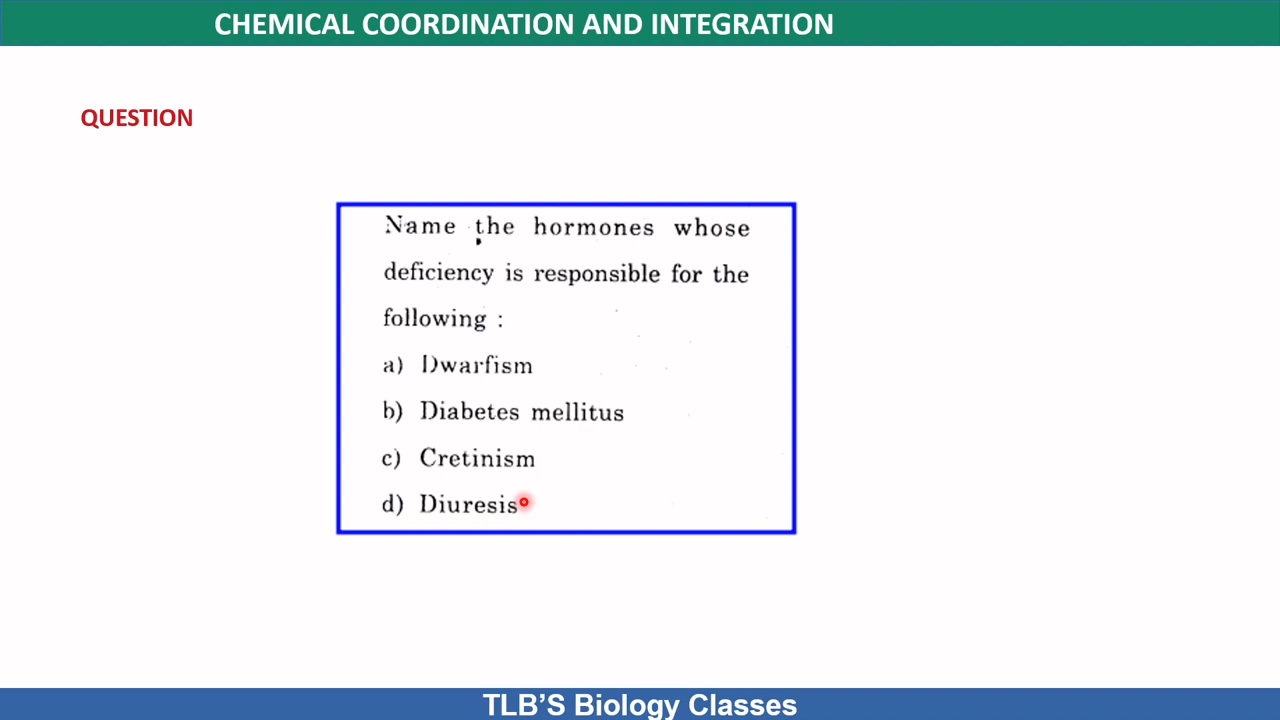 CHEMICAL COORDINATION AND INTEGRATION
QUESTION
Name the hormones whose
deficiency is responsible for the
following :
a) Dwarfism
b) Diabetes mellitus
c) Cretinism
d) Diuresis
TLB'S Biology Classes